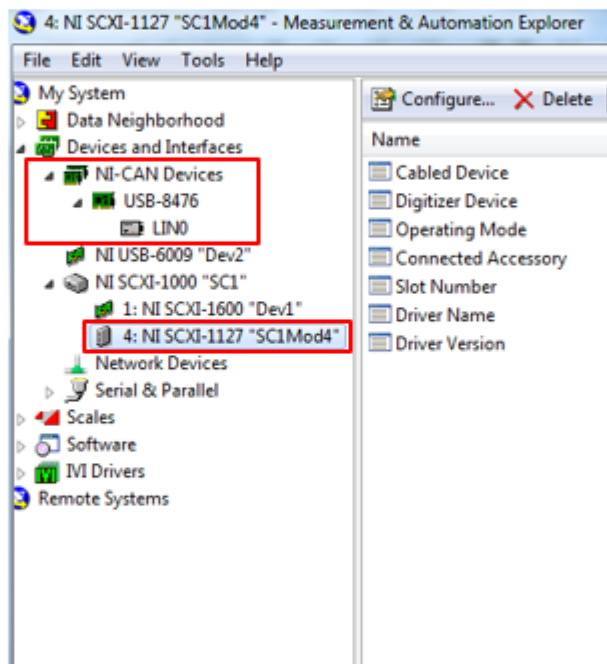 4: NI SCXI-1127 "SC1Mod4" - Measurement & Automation Explorer
File Edit View Tools Help
My System
Data Neighborhood
Devices and Interfaces
NI-CAN Devices
USB-8476
LIN0
NI USB-6009 "Dev2"
NI SCXI-1000 "SC1"
1: NI SCXI-1600 "Dev1"
4: NI SCXI-1127 "SC1Mod4"
Network Devices
Serial & Parallel
Scales
Software
IVI Drivers
Remote Systems
Configure... Delete
Name
Cabled Device
Digitizer Device
Operating Mode
Connected Accessory
Slot Number
Driver Name
Driver Version